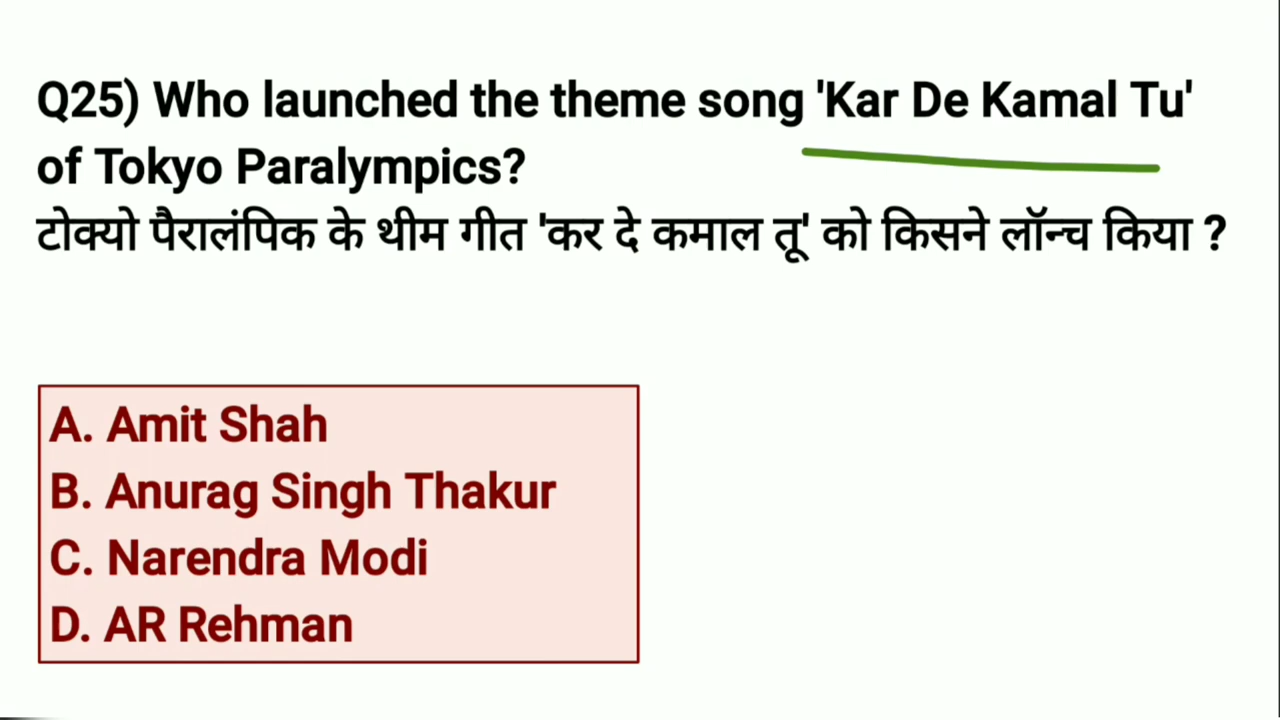 Q25) Who launched the theme song 'Kar De Kamal Tu'
of Tokyo Paralympics?
टोक्यो पैरालंपिक के थीम गीत 'कर दे कमाल तू' को किसने लॉन्च किया ?
A. Amit Shah
B. Anurag Singh Thakur
C. Narendra Modi
D. AR Rehman